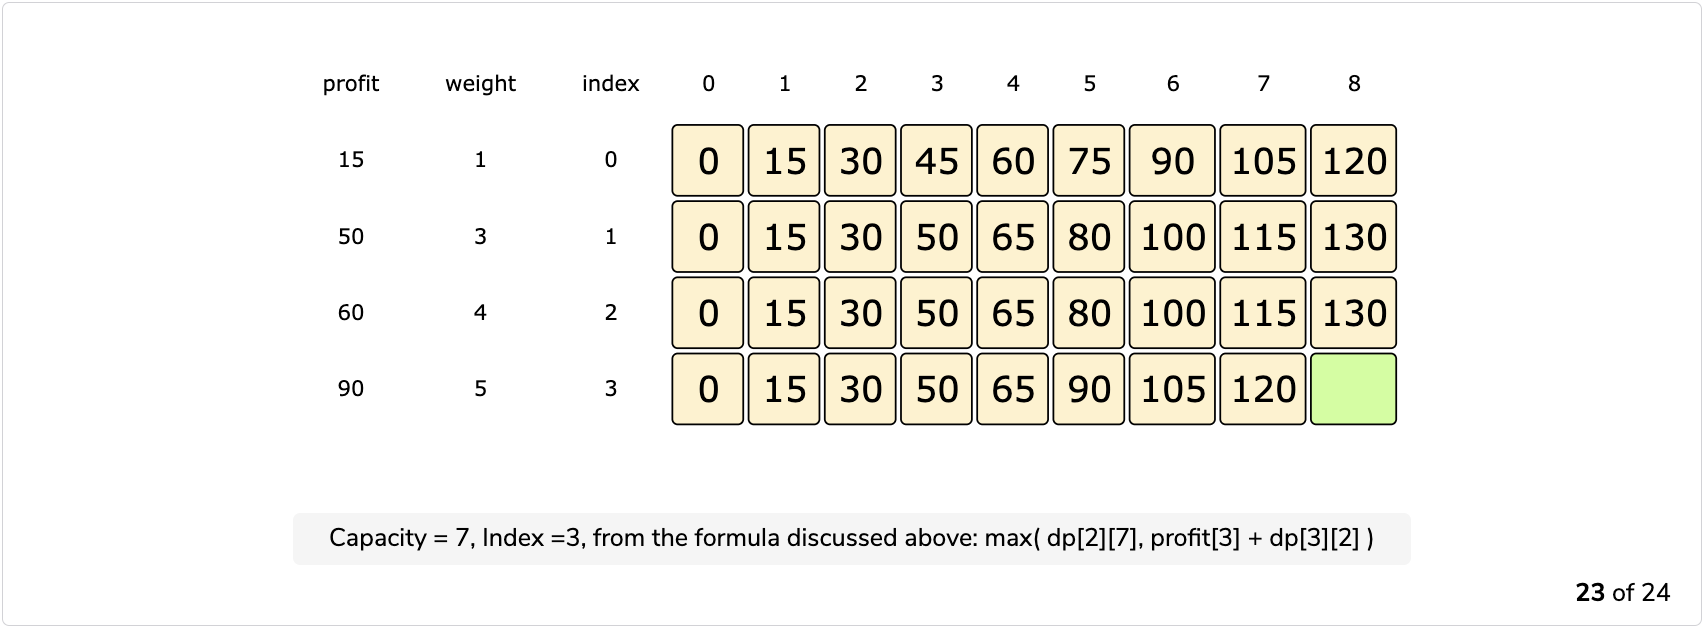 profit weight index 0 1 2 3 4 5 6 7 8
15 1 0 0 15 30 45 60 75 90 105 120
50 3 1 0 15 30 50 65 80 100 115 130
60 4 2 0 15 30 50 65 80 100 115 130
90 5 3 0 15 30 50 65 90 105 120
Capacity = 7, Index =3, from the formula discussed above: max( dp[2][7], profit[3] + dp[3][2] )
23 of 24